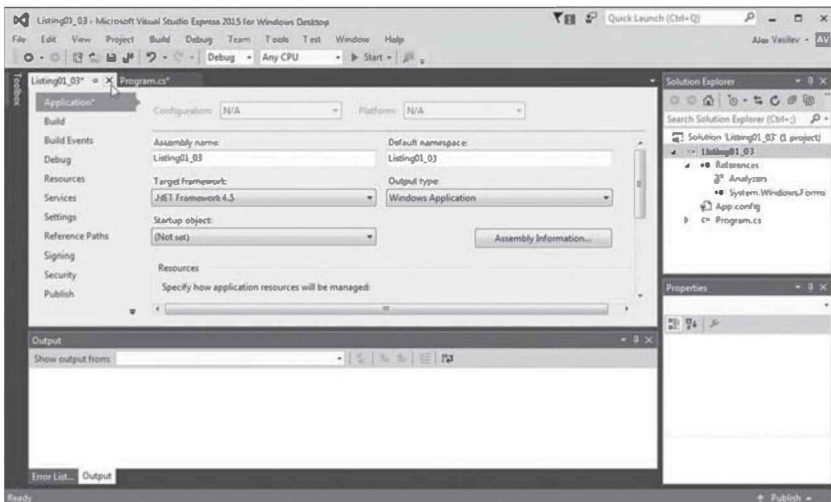 Listing01_03 - Microsoft Visual Studio Express 2015 for Windows Desktop
Quick Launch (Ctrl+Q)
File Edit View Project Build Debug Team Tools Test Window Help
Alex Vasilev AV
Debug Any CPU Start
Toolbox
Listing01_03* Program.cs*
Application*
Build
Build Events
Debug
Resources
Services
Settings
Reference Paths
Signing
Security
Publish
Configuration: N/A Platform: N/A
Assembly name: Default namespace:
Listing01_03 Listing01_03
Target framework: Output type:
.NET Framework 4.5 Windows Application
Startup object:
(Not set) Assembly Information...
Resources
Specify how application resources will be managed:
Solution Explorer
Search Solution Explorer (Ctrl+;)
Solution 'Listing01_03' (1 project)
Listing01_03
References
Analyzers
System.Windows.Forms
App.config
C# Program.cs
Properties
Output
Show output from:
Error List... Output
Ready Publish